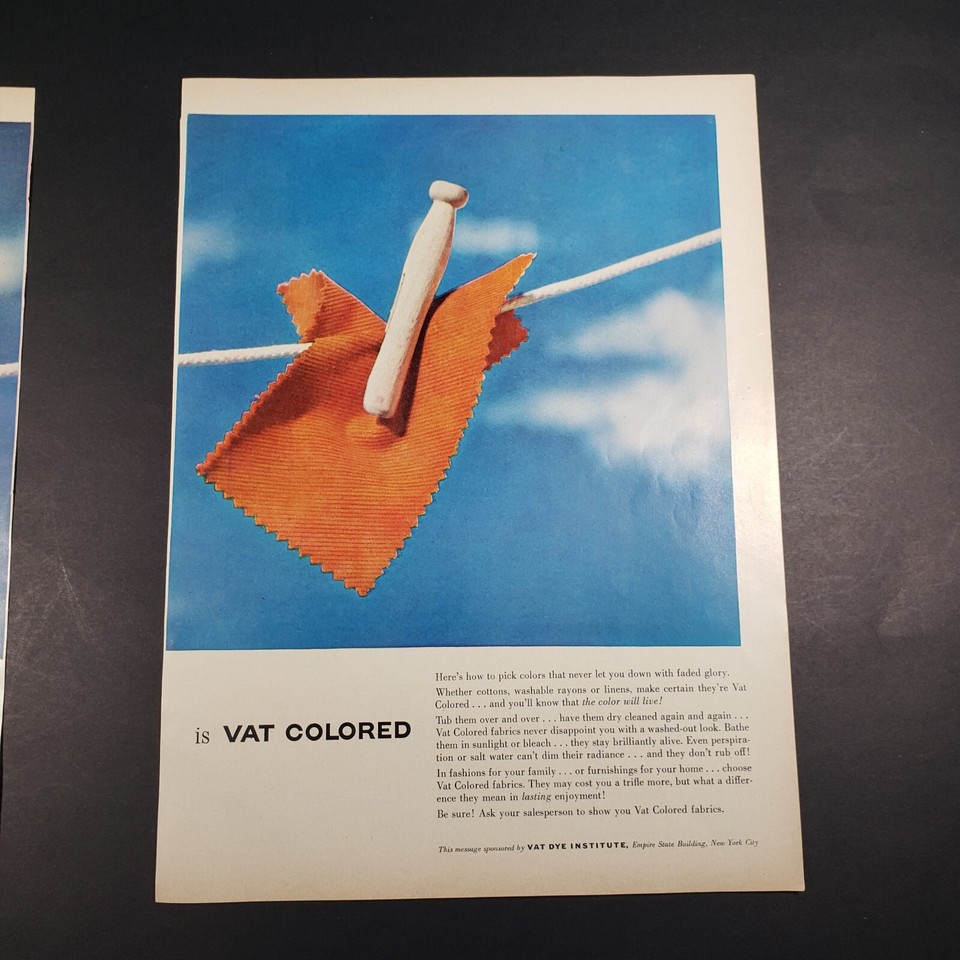 is VAT COLORED
Here's how to pick colors that never let you down with faded glory.
Whether cottons, washable rayons or linens, make certain they're Vat
Colored . . . and you'll know that the color will live!
Tub them over and over . . . have them dry cleaned again and again . . .
Vat Colored fabrics never disappoint you with a washed-out look. Bathe
them in sunlight or bleach . . . they stay brilliantly alive. Even perspira-
tion or salt water can't dim their radiance . . . and they don't rub off!
In fashions for your family . . . or furnishings for your home . . . choose
Vat Colored fabrics. They may cost you a trifle more, but what a differ-
ence they mean in lasting enjoyment!
Be sure! Ask your salesperson to show you Vat Colored fabrics.
This message sponsored by VAT DYE INSTITUTE, Empire State Building, New York City